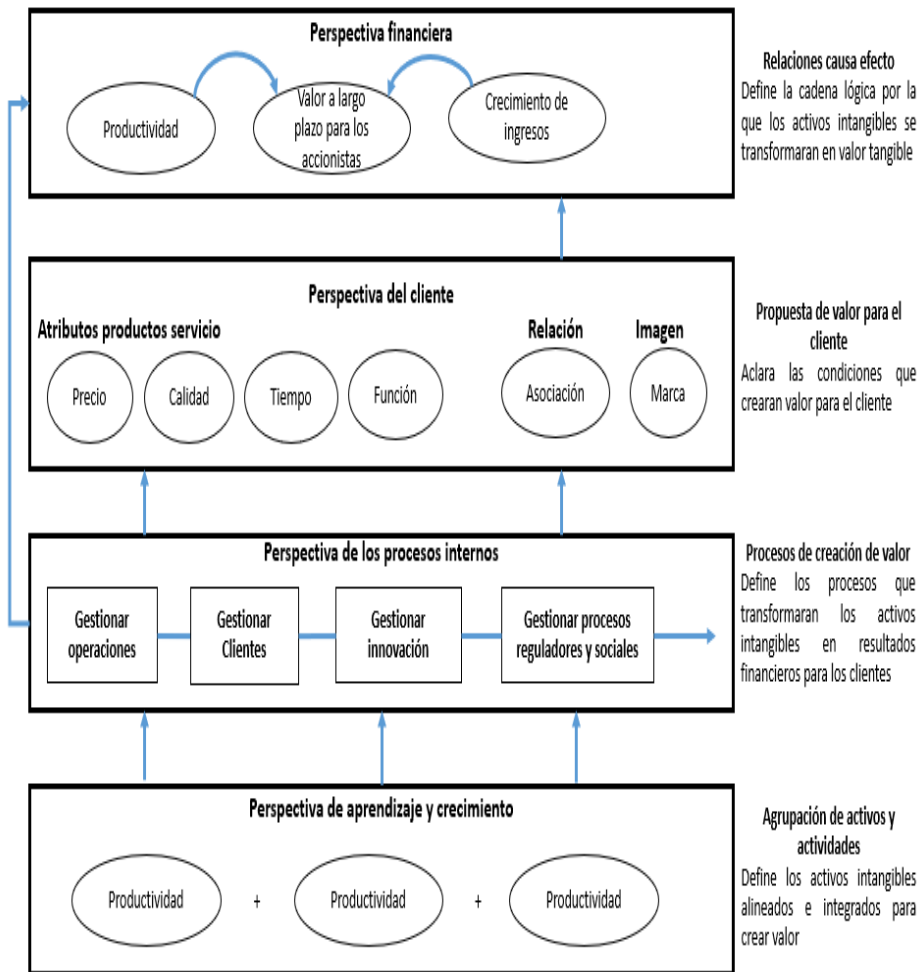 Perspectiva financiera
Productividad
Valor a largo
plazo para los
accionistas
Crecimiento de
ingresos
Relaciones causa efecto
Define la cadena lógica por la
que los activos intangibles se
transformaran en valor tangible
Perspectiva del cliente
Atributos productos servicio
Relación
Imagen
Precio
Calidad
Tiempo
Función
Asociación
Marca
Propuesta de valor para el
cliente
Aclara las condiciones que
crearan valor para el cliente
Perspectiva de los procesos internos
Gestionar
operaciones
Gestionar
Clientes
Gestionar
innovación
Gestionar procesos
reguladores y sociales
Procesos de creación de valor
Define los procesos que
transformaran los activos
intangibles en resultados
financieros para los clientes
Perspectiva de aprendizaje y crecimiento
Productividad + Productividad + Productividad
Agrupación de activos y
actividades
Define los activos intangibles
alineados e integrados para
crear valor